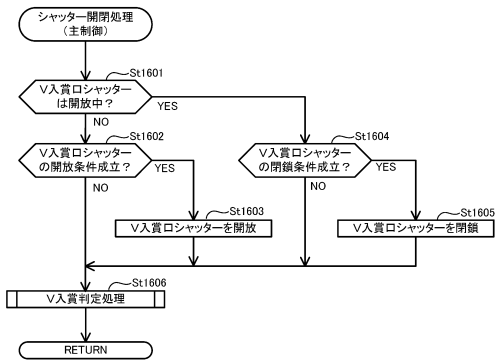 シャッター開閉処理
（主制御）
St1601
V入賞口シャッター
は開放中？
YES
NO
St1602
V入賞口シャッター
の開放条件成立？
YES
NO
St1604
V入賞口シャッター
の閉鎖条件成立？
YES
NO
St1603
V入賞口シャッターを開放
St1605
V入賞口シャッターを閉鎖
St1606
V入賞判定処理
RETURN